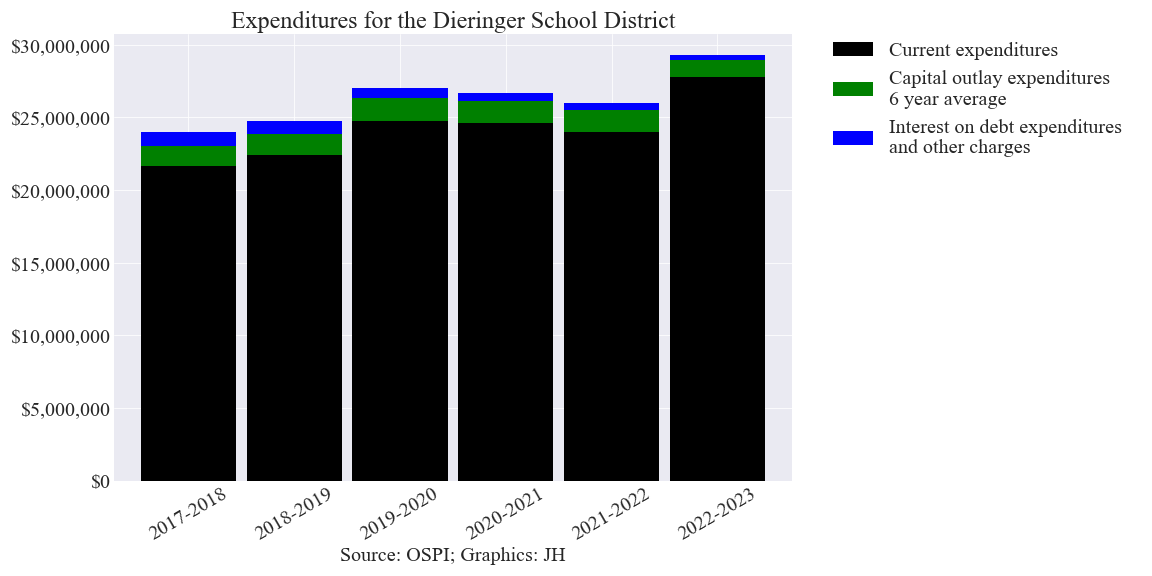 Expenditures for the Dieringer School District
$30,000,000
$25,000,000
$20,000,000
$15,000,000
$10,000,000
$5,000,000
$0
2017-2018
2018-2019
2019-2020
2020-2021
2021-2022
2022-2023
Source: OSPI; Graphics: JH
Current expenditures
Capital outlay expenditures
6 year average
Interest on debt expenditures
and other charges